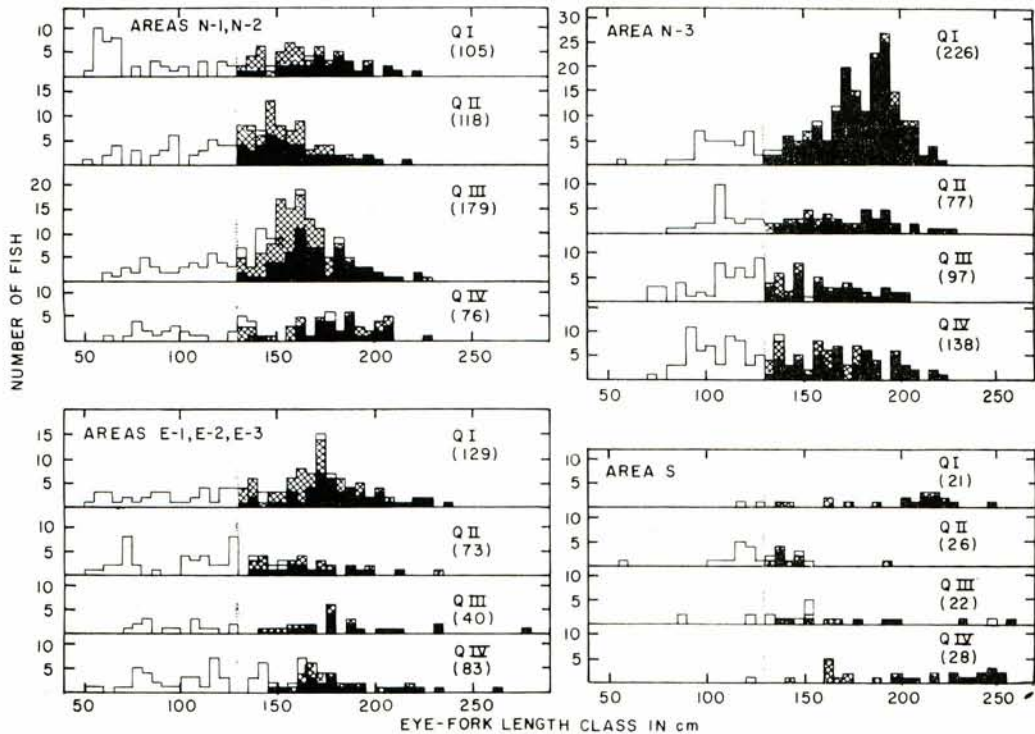 AREAS N-1, N-2
10
5
Q I
(105)
10
5
Q II
(118)
20
15
10
5
Q III
(179)
10
5
Q IV
(76)
50 100 150 200 250
AREA N-3
30
25
20
15
10
5
Q I
(226)
10
5
Q II
(77)
10
5
Q III
(97)
10
5
Q IV
(138)
50 100 150 200 250
NUMBER OF FISH
AREAS E-1, E-2, E-3
15
10
5
Q I
(129)
10
5
Q II
(73)
10
5
Q III
(40)
10
5
Q IV
(83)
50 100 150 200 250
AREA S
10
5
Q I
(21)
10
5
Q II
(26)
10
5
Q III
(22)
10
5
Q IV
(28)
50 100 150 200 250
EYE-FORK LENGTH CLASS IN cm